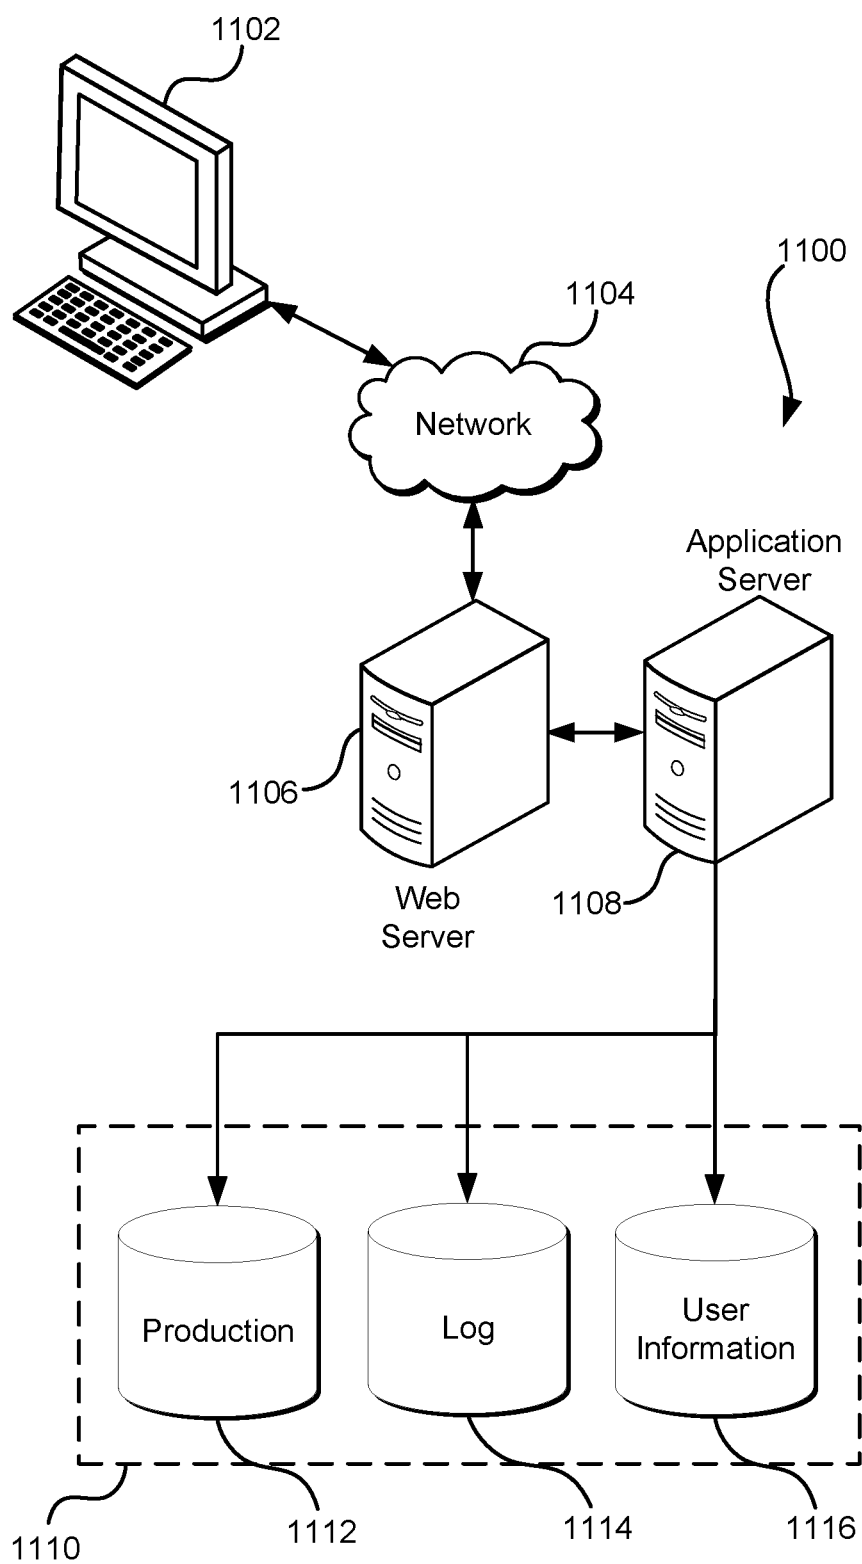 1102
1100
1104
Network
Application
Server
1106
1108
Web
Server
Production
Log
User
Information
1110
1112
1114
1116